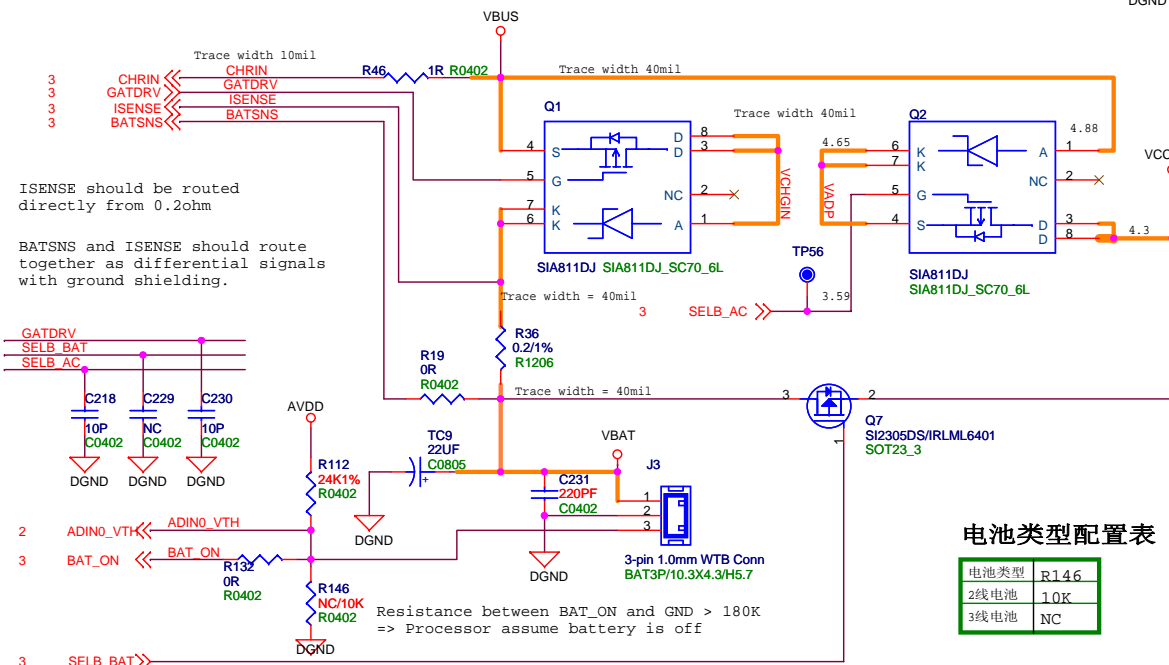 DGND
VBUS
Trace width 10mil
3 CHRIN CHRIN R46 1R R0402 Trace width 40mil
3 GATDRV GATDRV
3 ISENSE ISENSE
3 BATSNS BATSNS
Q1
Trace width 40mil
Q2
4 S D 8
D 3
5 G
NC 2
7 K
6 K A 1
VCHGIN
SIA811DJ SIA811DJ_SC70_6L
4.65
4.88
6 K A 1
7 K
NC 2
5 G
4 S D 3
D 8
VADP
4.3
VCC
SIA811DJ
SIA811DJ_SC70_6L
ISENSE should be routed
directly from 0.2ohm
BATSNS and ISENSE should route
together as differential signals
with ground shielding.
TP56
3.59
3 SELB_AC
Trace width = 40mil
R36
0.2/1%
R1206
R19
0R
R0402
Trace width = 40mil
3 2
1
Q7
SI2305DS/IRLML6401
SOT23_3
GATDRV
SELB_BAT
SELB_AC
C218
10P
C0402
C229
NC
C0402
C230
10P
C0402
DGND DGND DGND
AVDD
R112
24K1%
R0402
TC9
22UF
C0805
+
DGND
VBAT
C231
220PF
C0402
DGND
J3
1
2
3
3-pin 1.0mm WTB Conn
BAT3P/10.3X4.3/H5.7
2 ADIN0_VTH ADIN0_VTH
3 BAT_ON BAT_ON
R132
0R
R0402
R146
NC/10K
R0402
DGND
Resistance between BAT_ON and GND > 180K
=> Processor assume battery is off
电池类型配置表
电池类型 R146
2线电池 10K
3线电池 NC
3 SELB_BAT